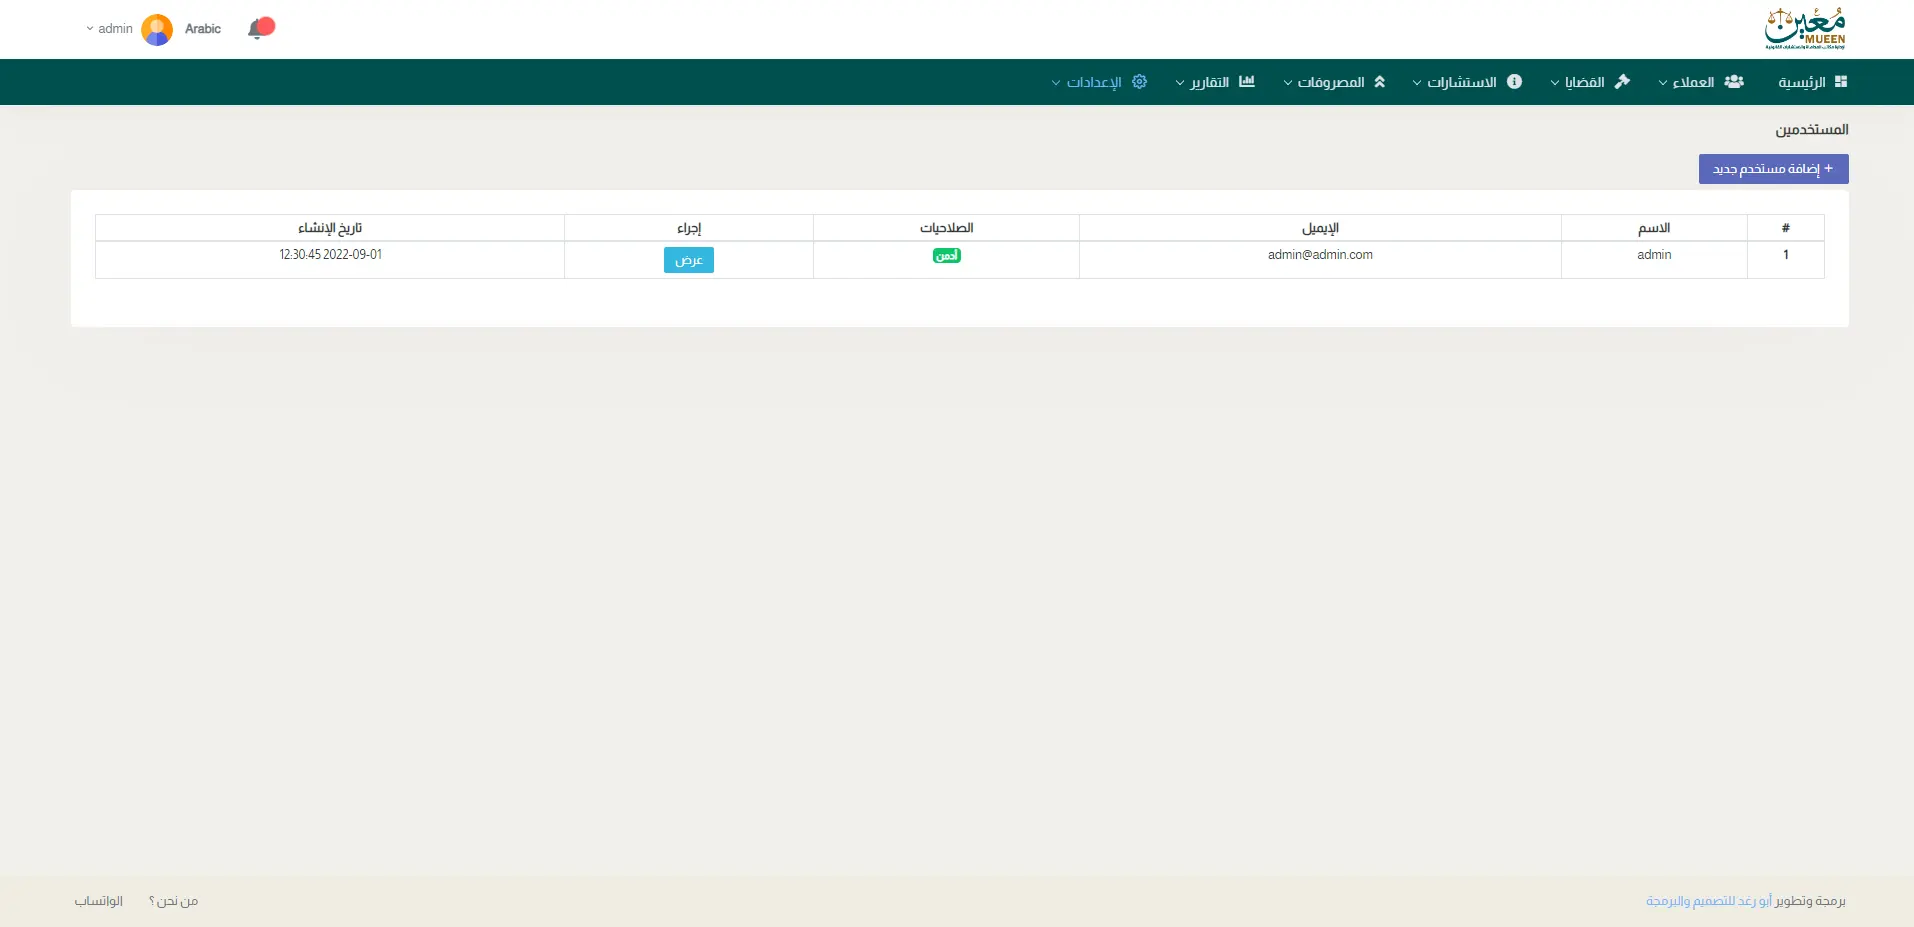 مُعين
MUEEN
admin
Arabic
الرئيسية
العملاء
القضايا
الاستشارات
المصروفات
التقارير
الإعدادات
المستخدمين
+ إضافة مستخدم جديد
# الاسم الإيميل الصلاحيات إجراء تاريخ الإنشاء
1 admin admin@admin.com أدمن عرض 2022-09-01 12:30:45
برمجة وتطوير أبو رغد للتصميم والبرمجة
من نحن ؟
الواتساب